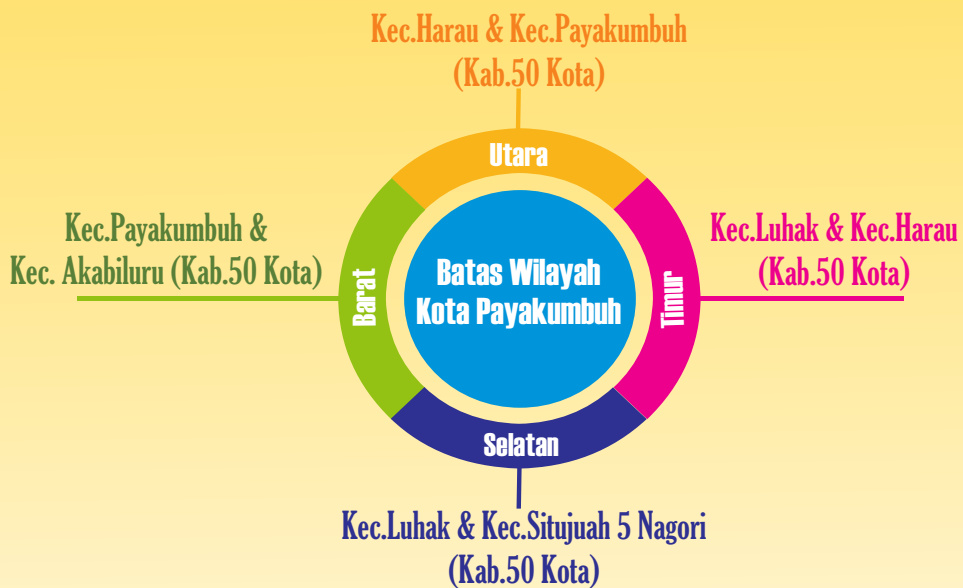 Kec.Harau & Kec.Payakumbuh
(Kab.50 Kota)
Utara
Kec.Payakumbuh &
Kec. Akabiluru (Kab.50 Kota)
Barat
Batas Wilayah
Kota Payakumbuh
Timur
Kec.Luhak & Kec.Harau
(Kab.50 Kota)
Selatan
Kec.Luhak & Kec.Situjuah 5 Nagori
(Kab.50 Kota)